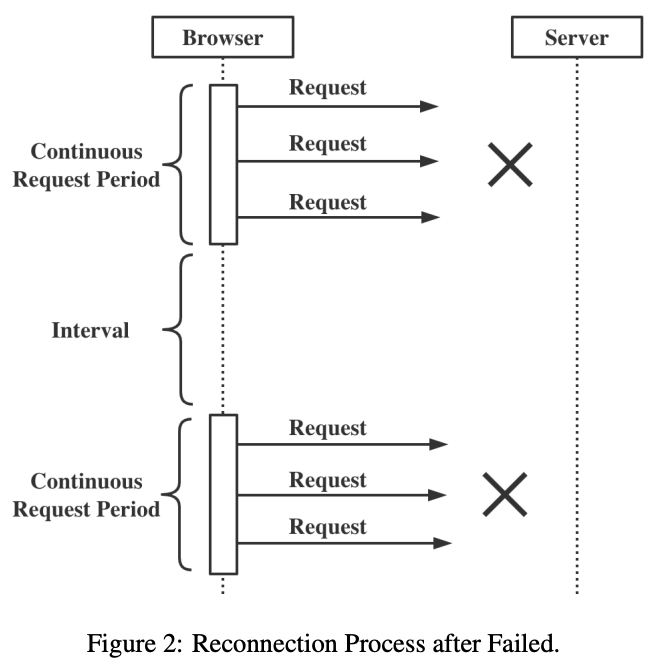 Browser
Server
Request
Continuous
Request Period
Request
Request
Interval
Request
Continuous
Request Period
Request
Request
Figure 2: Reconnection Process after Failed.